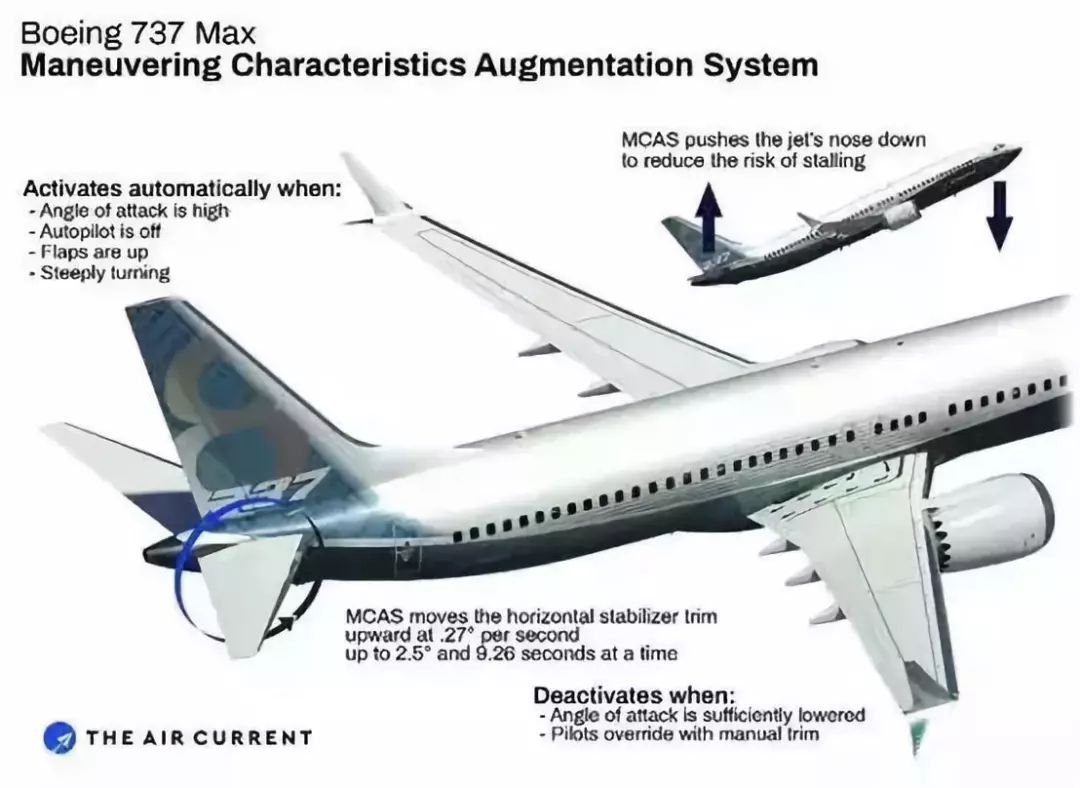 Boeing 737 Max
Maneuvering Characteristics Augmentation System
MCAS pushes the jet's nose down
to reduce the risk of stalling
Activates automatically when:
- Angle of attack is high
- Autopilot is off
- Flaps are up
- Steeply turning
737
MCAS moves the horizontal stabilizer trim
upward at .27° per second
up to 2.5° and 9.26 seconds at a time
Deactivates when:
- Angle of attack is sufficiently lowered
- Pilots override with manual trim
THE AIR CURRENT